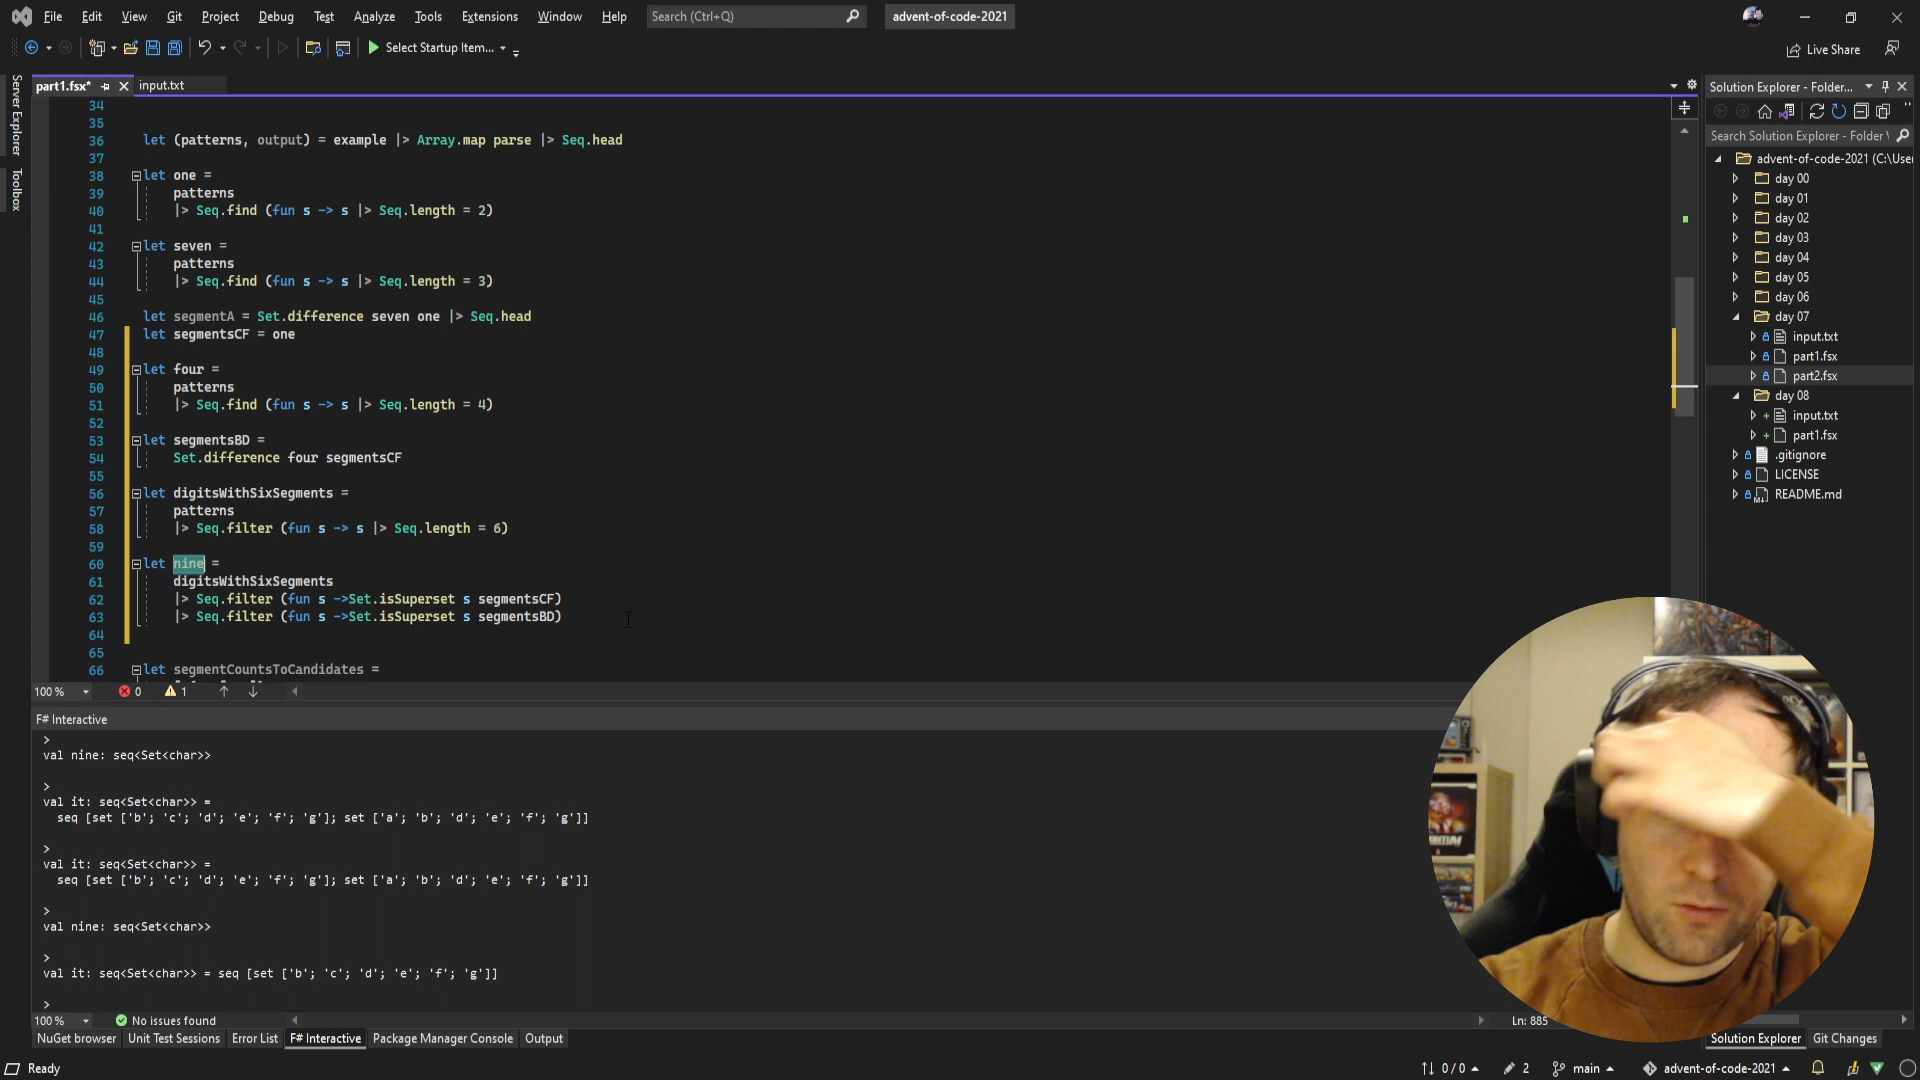 File Edit View Git Project Debug Test Analyze Tools Extensions Window Help Search (Ctrl+Q) advent-of-code-2021
Select Startup Item... Live Share
Server Explorer
Toolbox
part1.fsx* input.txt
34
35
36 let (patterns, output) = example |> Array.map parse |> Seq.head
37
38 let one =
39 patterns
40 |> Seq.find (fun s -> s |> Seq.length = 2)
41
42 let seven =
43 patterns
44 |> Seq.find (fun s -> s |> Seq.length = 3)
45
46 let segmentA = Set.difference seven one |> Seq.head
47 let segmentsCF = one
48
49 let four =
50 patterns
51 |> Seq.find (fun s -> s |> Seq.length = 4)
52
53 let segmentsBD =
54 Set.difference four segmentsCF
55
56 let digitsWithSixSegments =
57 patterns
58 |> Seq.filter (fun s -> s |> Seq.length = 6)
59
60 let nine =
61 digitsWithSixSegments
62 |> Seq.filter (fun s ->Set.isSuperset s segmentsCF)
63 |> Seq.filter (fun s ->Set.isSuperset s segmentsBD)
64
65
66 let segmentCountsToCandidates =
100 % 0 1
F# Interactive
>
val nine: seq<Set<char>>
>
val it: seq<Set<char>> =
seq [set ['b'; 'c'; 'd'; 'e'; 'f'; 'g']; set ['a'; 'b'; 'd'; 'e'; 'f'; 'g']]
>
val it: seq<Set<char>> =
seq [set ['b'; 'c'; 'd'; 'e'; 'f'; 'g']; set ['a'; 'b'; 'd'; 'e'; 'f'; 'g']]
>
val nine: seq<Set<char>>
>
val it: seq<Set<char>> = seq [set ['b'; 'c'; 'd'; 'e'; 'f'; 'g']]
>
100 % No issues found Ln: 885
NuGet browser Unit Test Sessions Error List F# Interactive Package Manager Console Output
Solution Explorer - Folder...
Search Solution Explorer - Folder
advent-of-code-2021 (C:\Use
day 00
day 01
day 02
day 03
day 04
day 05
day 06
day 07
input.txt
part1.fsx
part2.fsx
day 08
input.txt
part1.fsx
.gitignore
LICENSE
README.md
Solution Explorer Git Changes
Ready 0 / 0 2 main advent-of-code-2021